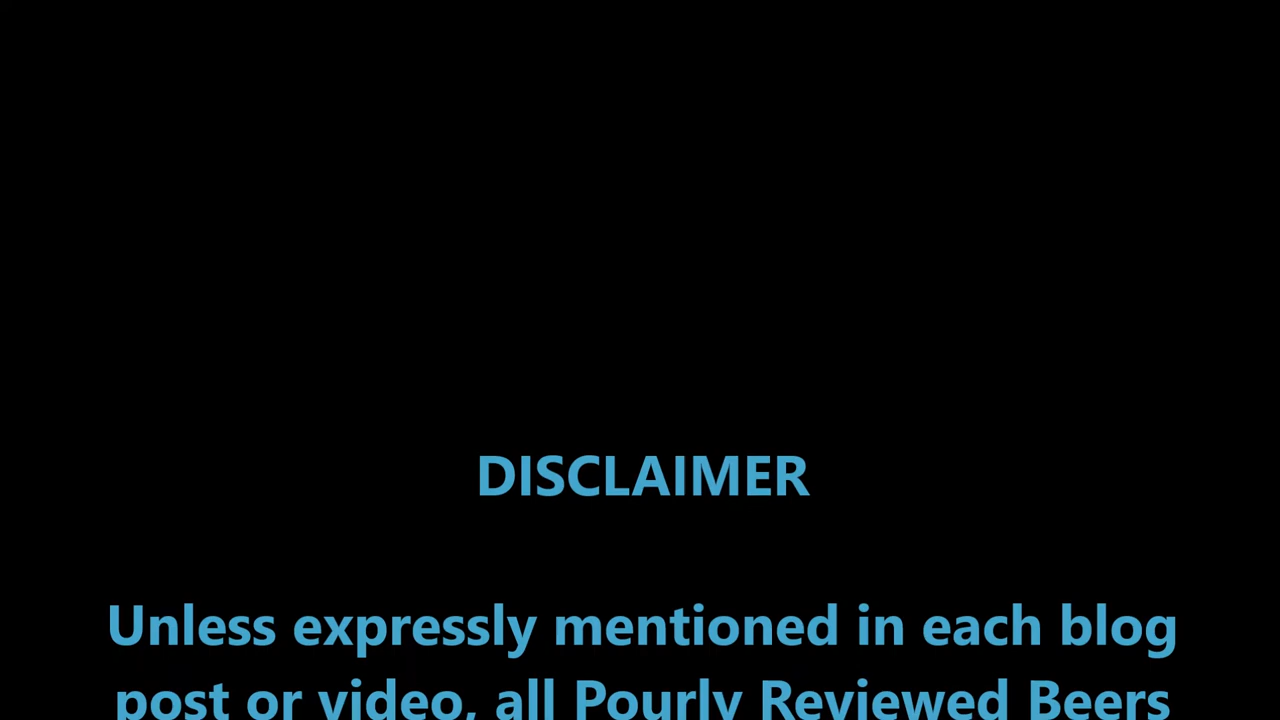 DISCLAIMER
Unless expressly mentioned in each blog
post or video, all Pourly Reviewed Beers